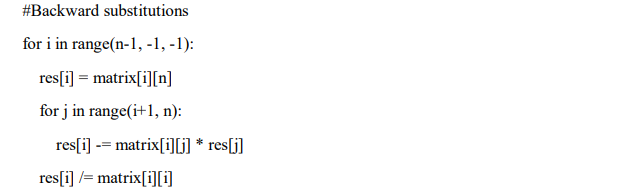 #Backward substitutions
for i in range(n-1, -1, -1):
res[i] = matrix[i][n]
for j in range(i+1, n):
res[i] -= matrix[i][j] * res[j]
res[i] /= matrix[i][i]